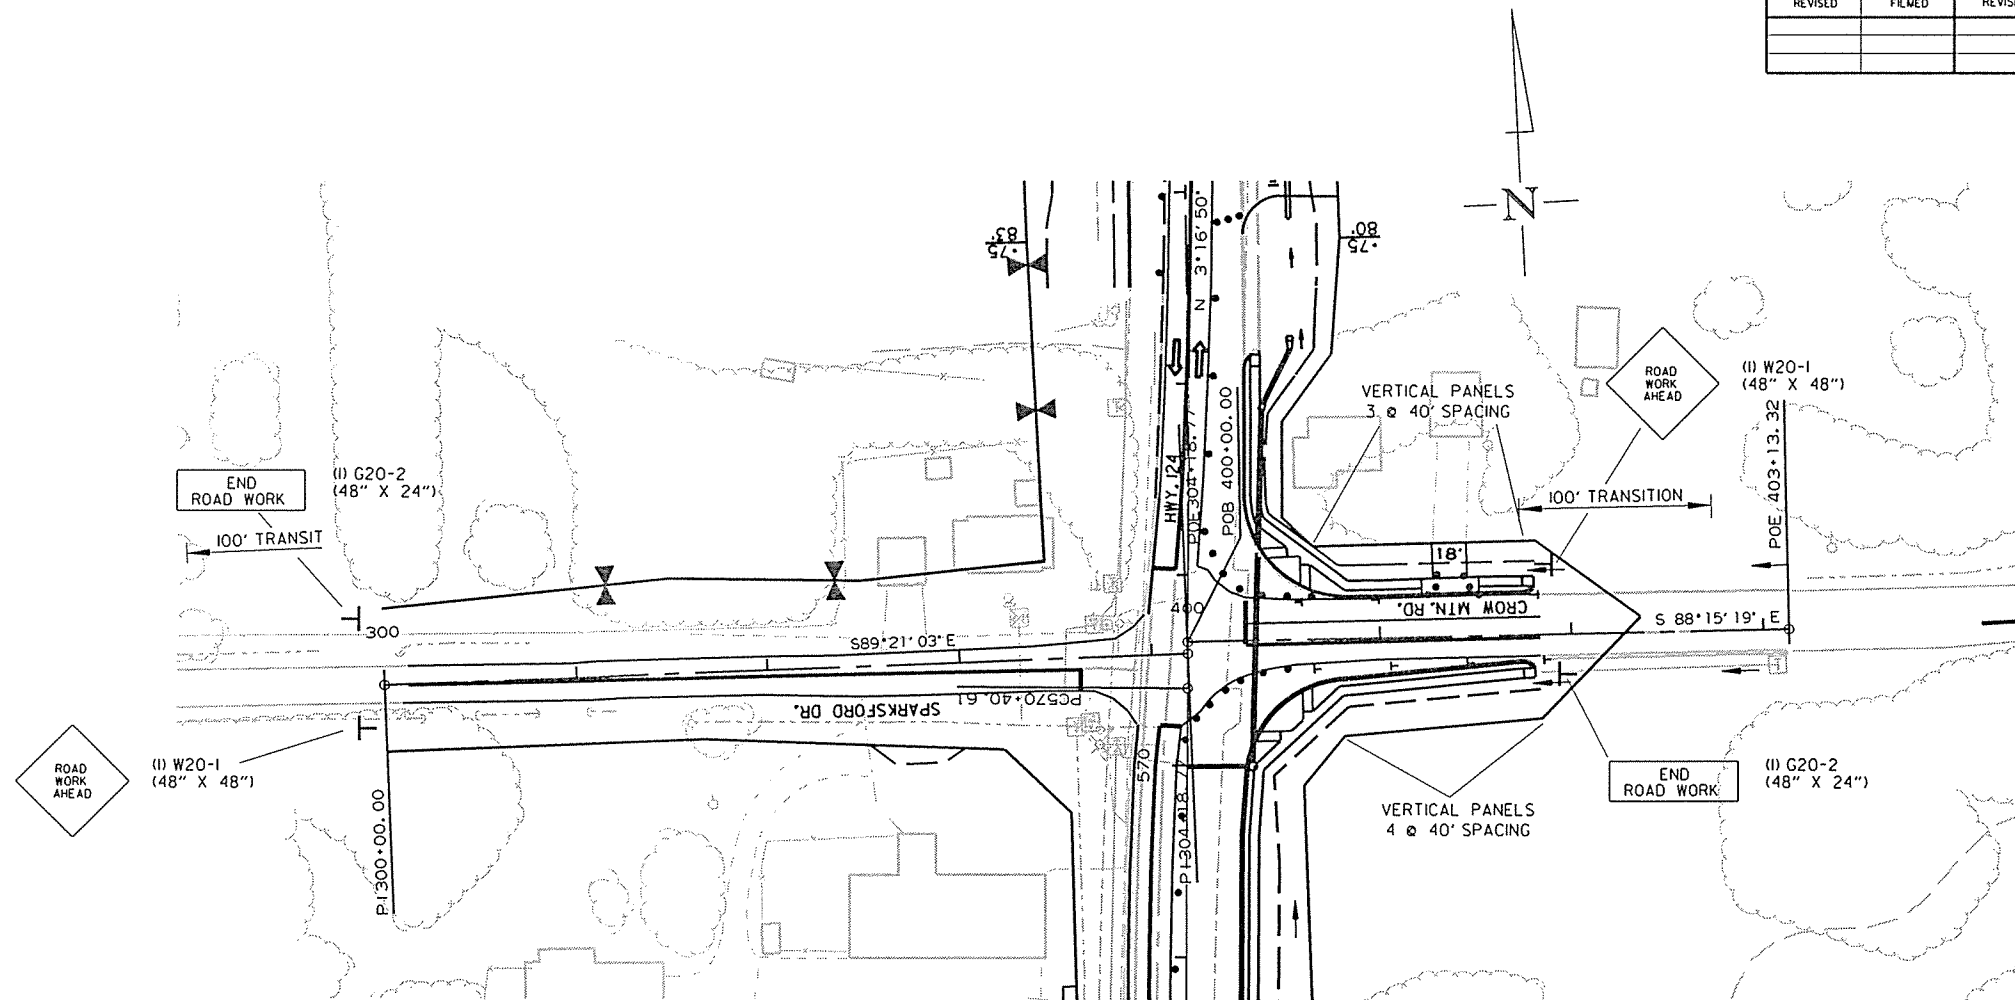 REVISED
FILMED
N
.75
83'
N 3°16'50"
.75
80'
ROAD
WORK
AHEAD
(1) W20-1
(48" X 48")
VERTICAL PANELS
3 @ 40' SPACING
POE 403+13.32
END
ROAD WORK
(1) G20-2
(48" X 24")
HWY. 124
POE 304+18.77
POB 400+00.00
100' TRANSITION
100' TRANSIT
18'
400
CROW MTN. RD.
300
S 88°15'19" E
S89°21'03"E
PC570+40.61
SPARKSFORD DR.
ROAD
WORK
AHEAD
(1) W20-1
(48" X 48")
570
END
ROAD WORK
(1) G20-2
(48" X 24")
PI 300+00.00
PI 304+18.7
VERTICAL PANELS
4 @ 40' SPACING